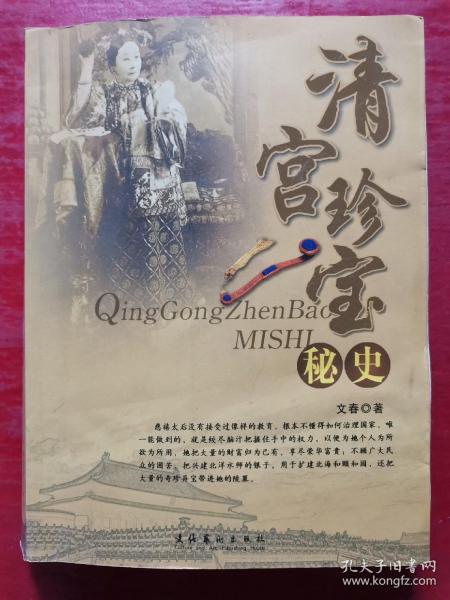 清宫珍宝
QingGongZhenBao
MISHI
秘史
文春◎著
慈禧太后没有接受过像样的教育，根本不懂得如何治理国家，唯
一能做到的，就是绞尽脑汁把握住手中的权力，以便为她个人为所
欲为所用，她把大量的财富归为己有，享尽荣华富贵；不顾广大民
众的困苦，把兴建北洋水师的银子，用于扩建北海和颐和园，还把
大量的奇珍异宝带进她的陵墓。
文化艺术出版社
Culture and Art Publishing House
孔夫子旧书网
www.kongfz.com